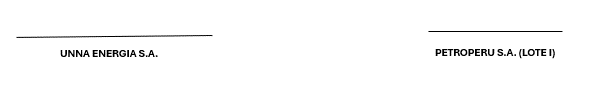 UNNA ENERGIA S.A.
PETROPERU S.A. (LOTE I)